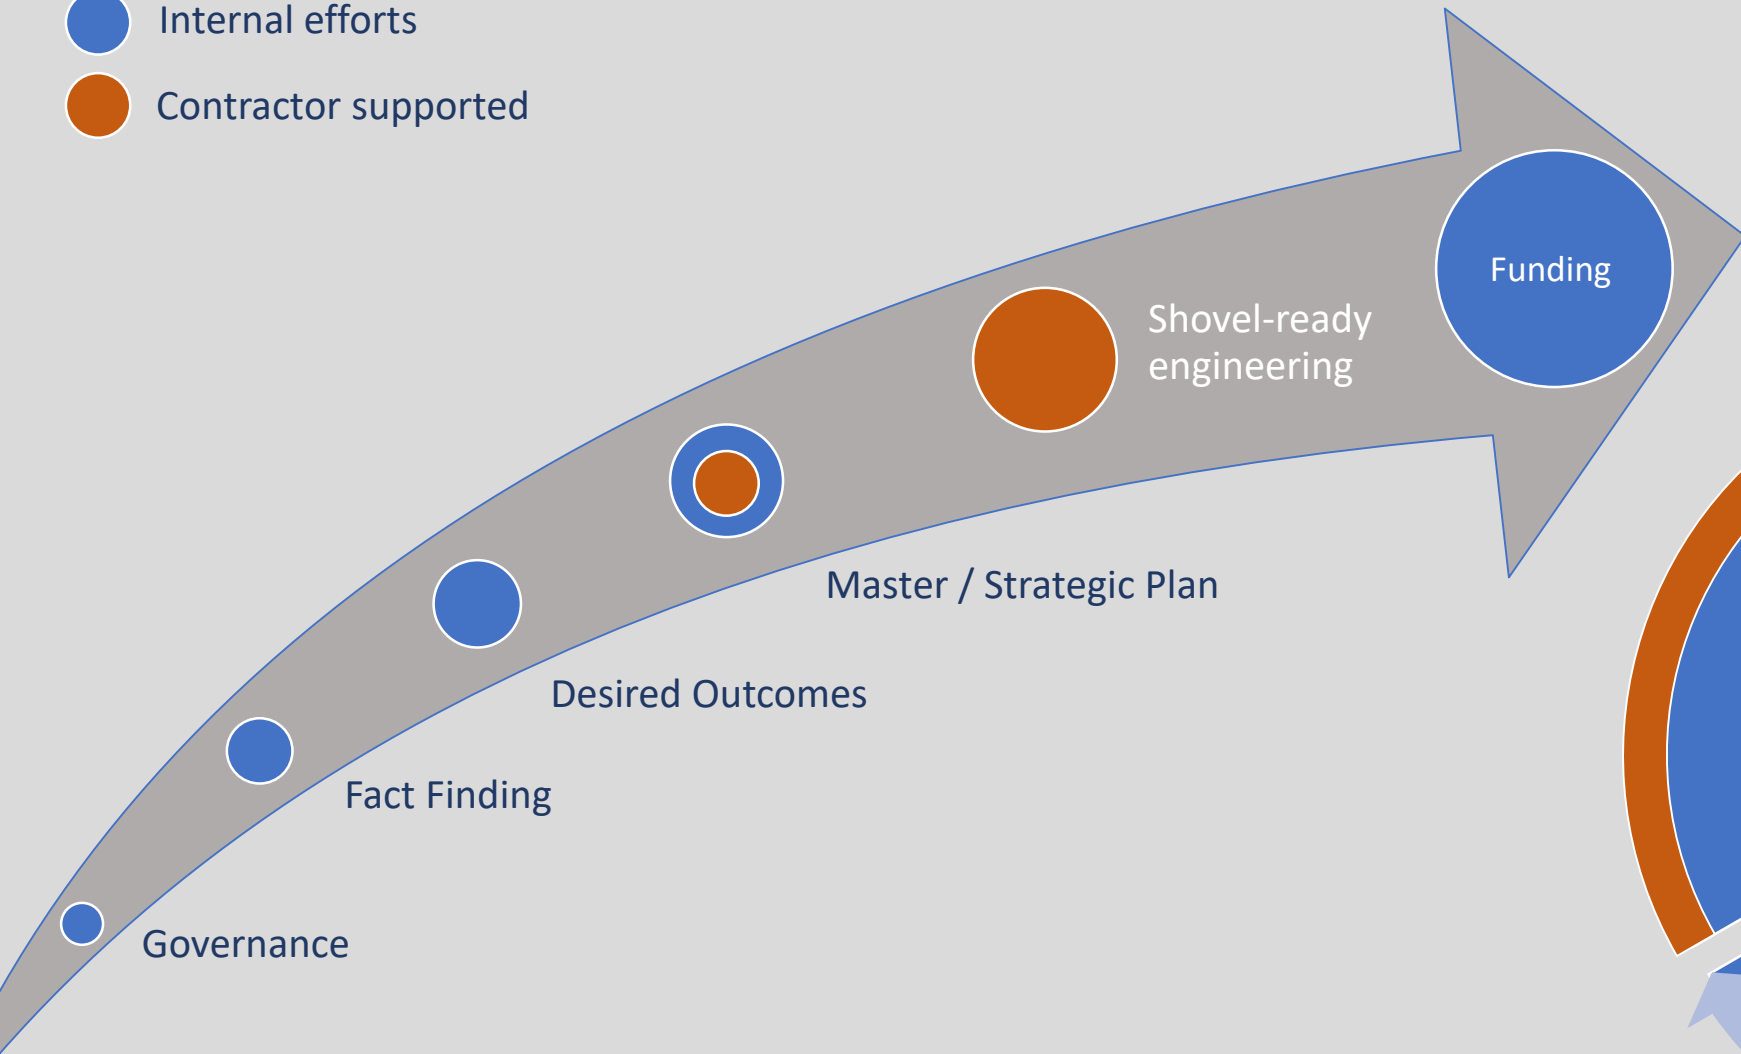 Internal efforts
Contractor supported
Funding
Shovel-ready
engineering
Master / Strategic Plan
Desired Outcomes
Fact Finding
Governance